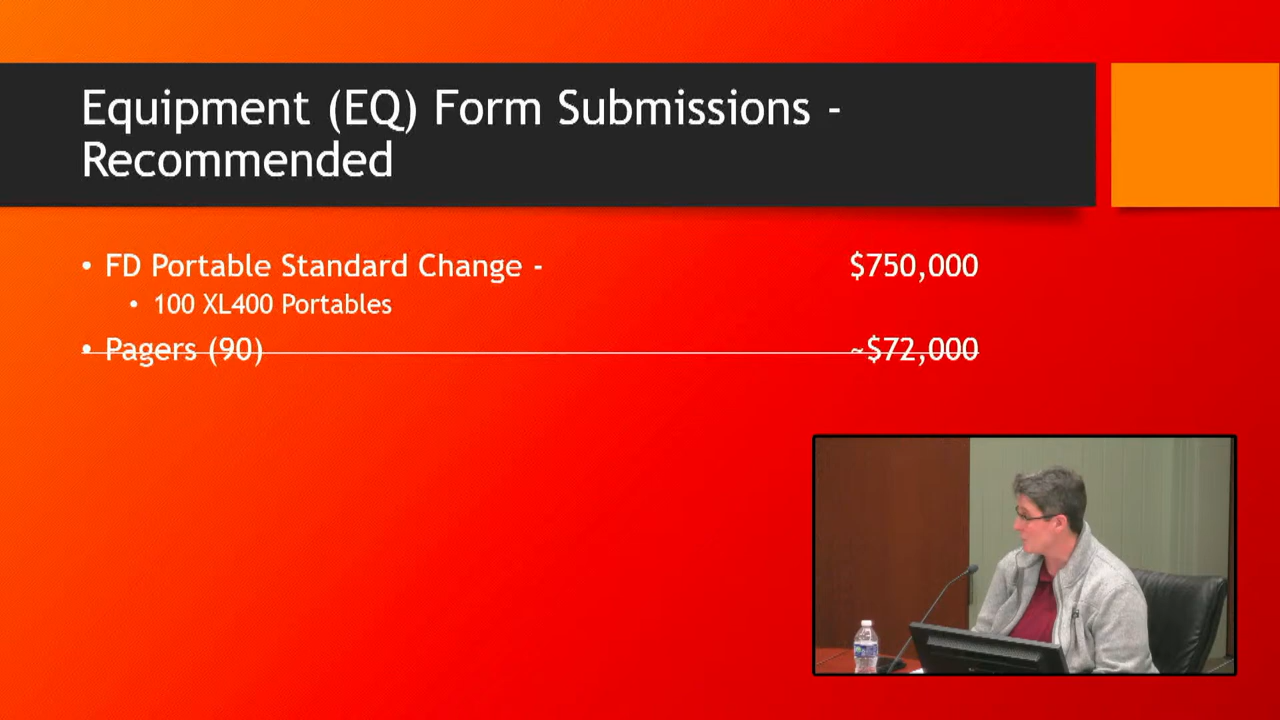 Equipment (EQ) Form Submissions -
Recommended
• FD Portable Standard Change - $750,000
• 100 XL400 Portables
• Pagers (90) ~$72,000